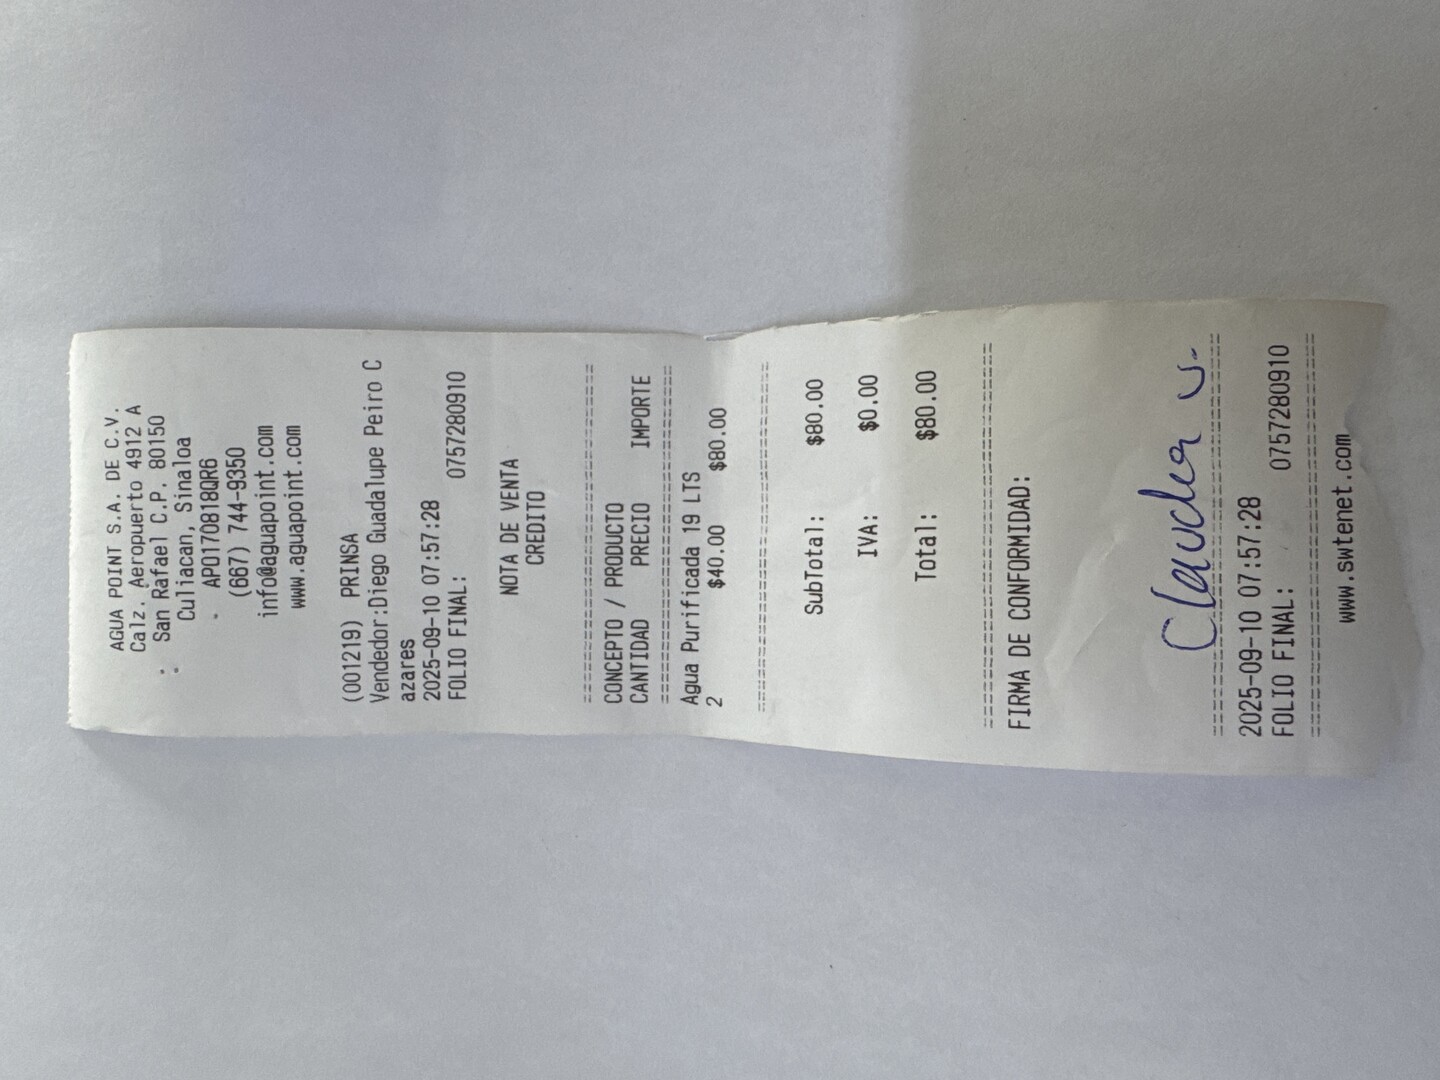 AGUA POINT S.A. DE C.V.
Calz. Aeropuerto 4912 A
San Rafael C.P. 80150
Culiacan, Sinaloa
APO170818QR6
(667) 744-9350
info@aguapoint.com
www.aguapoint.com
(001219) PRINSA
Vendedor:Diego Guadalupe Peiro C
azares
2025-09-10 07:57:28
FOLIO FINAL: 0757280910
NOTA DE VENTA
CREDITO
CONCEPTO / PRODUCTO
CANTIDAD PRECIO IMPORTE
Agua Purificada 19 LTS
2 $40.00 $80.00
SubTotal: $80.00
IVA: $0.00
Total: $80.00
FIRMA DE CONFORMIDAD:
Claudia v.
2025-09-10 07:57:28
FOLIO FINAL: 0757280910
www.swtenet.com